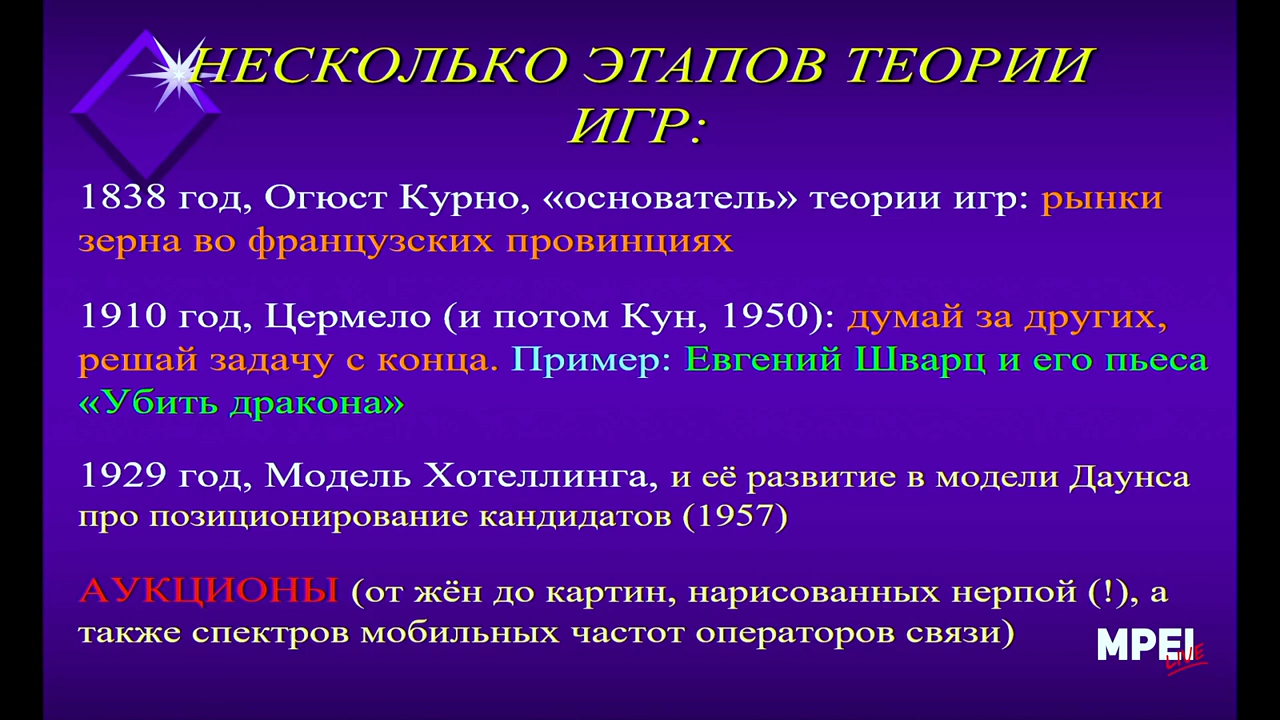 НЕСКОЛЬКО ЭТАПОВ ТЕОРИИ
ИГР:
1838 год, Огюст Курно, «основатель» теории игр: рынки
зерна во французских провинциях
1910 год, Цермело (и потом Кун, 1950): думай за других,
решай задачу с конца. Пример: Евгений Шварц и его пьеса
«Убить дракона»
1929 год, Модель Хотеллинга, и её развитие в модели Даунса
про позиционирование кандидатов (1957)
АУКЦИОНЫ (от жён до картин, нарисованных нерпой (!), а
также спектров мобильных частот операторов связи)
MPEI
LIVE